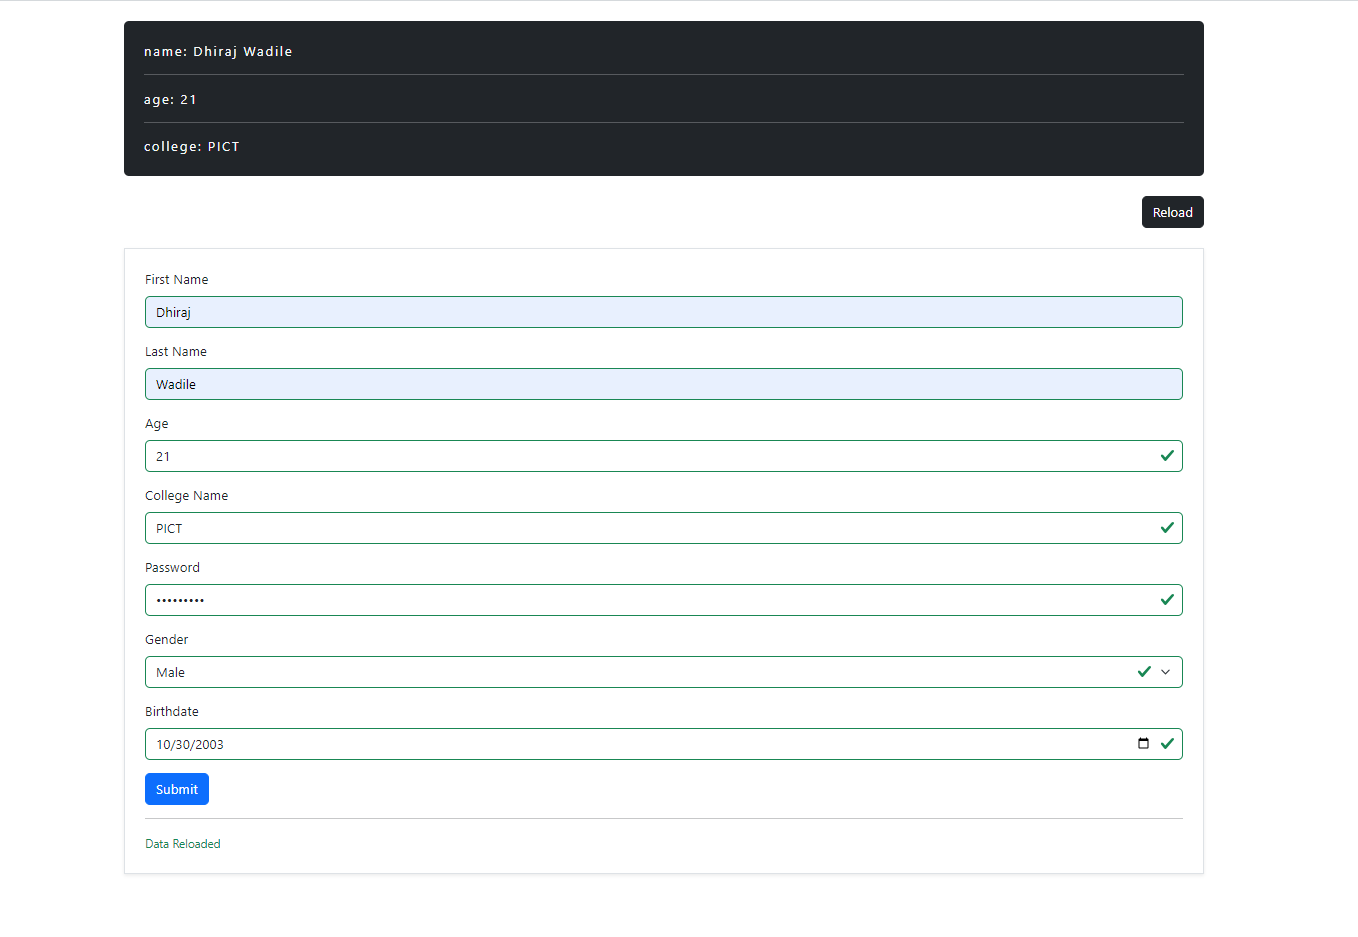 name: Dhiraj Wadile
age: 21
college: PICT
Reload
First Name
Dhiraj
Last Name
Wadile
Age
21
College Name
PICT
Password
•••••••••
Gender
Male
Birthdate
10/30/2003
Submit
Data Reloaded